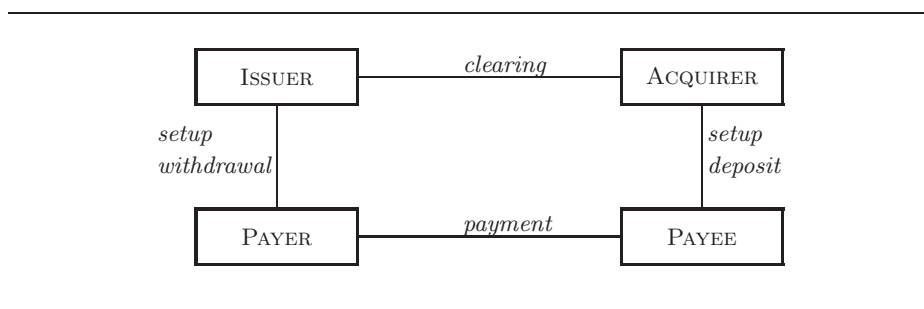 Issuer
clearing
Acquirer
setup
withdrawal
setup
deposit
Payer
payment
Payee